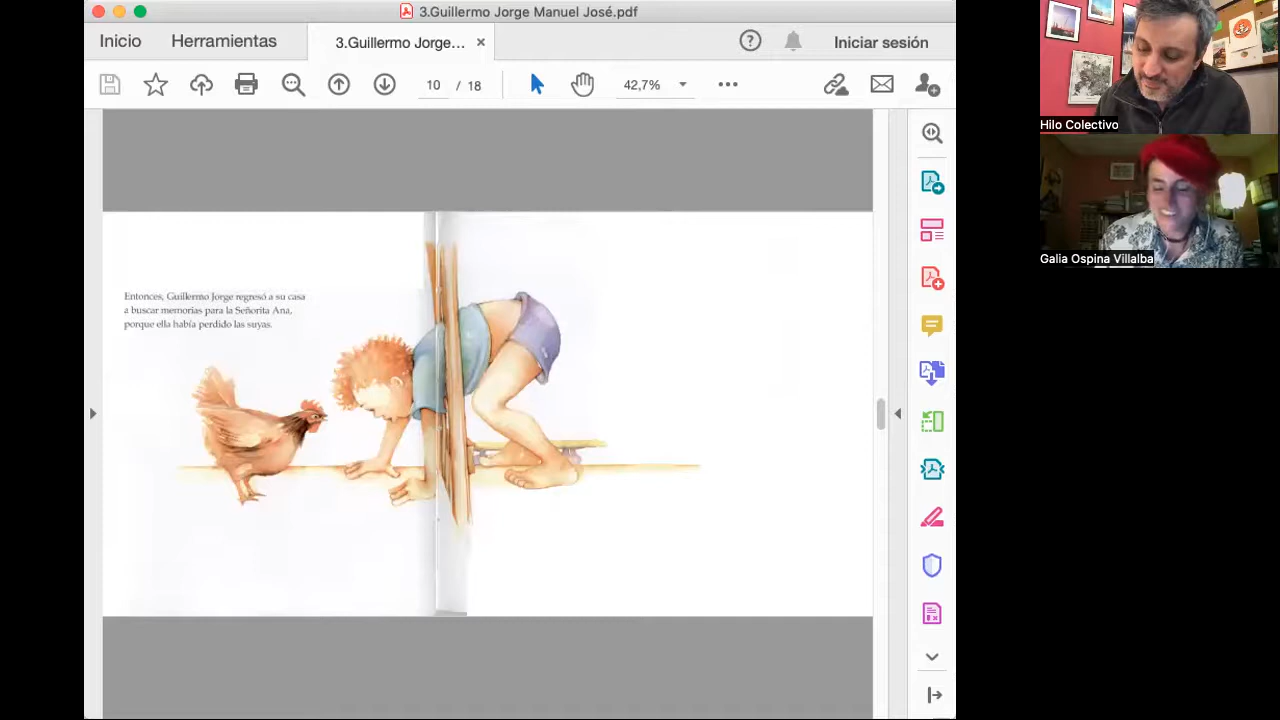 3.Guillermo Jorge Manuel José.pdf
Inicio
Herramientas
3.Guillermo Jorge...
Iniciar sesión
10 / 18
42,7%
Entonces, Guillermo Jorge regresó a su casa
a buscar memorias para la Señorita Ana,
porque ella había perdido las suyas.
Hilo Colectivo
Galia Ospina Villalba